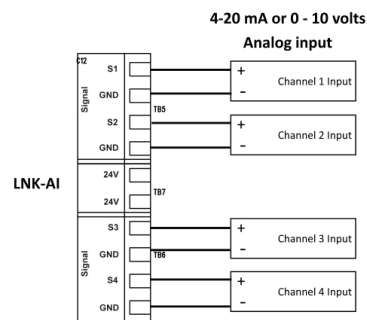 4-20 mA or 0 - 10 volts
Analog input
C12
S1
+
Channel 1 Input
GND
-
Signal
TB5
S2
+
Channel 2 Input
GND
-
24V
LNK-AI
TB7
24V
S3
+
Channel 3 Input
GND
-
Signal
TB6
S4
+
Channel 4 Input
GND
-